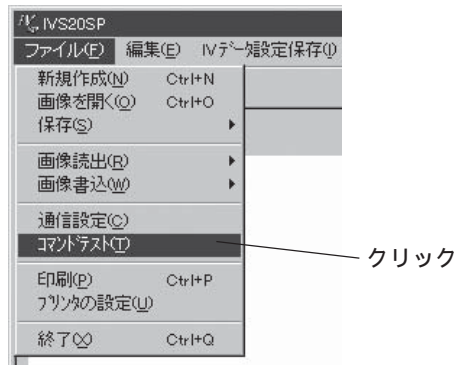 IVS20SP
ファイル(F) 編集(E) IVデータ設定保存(I)
新規作成(N) Ctrl+N
画像を開く(O) Ctrl+O
保存(S)
画像読出(R)
画像書込(W)
通信設定(C)
コマンドテスト(T)
クリック
印刷(P) Ctrl+P
プリンタの設定(U)
終了(X) Ctrl+Q